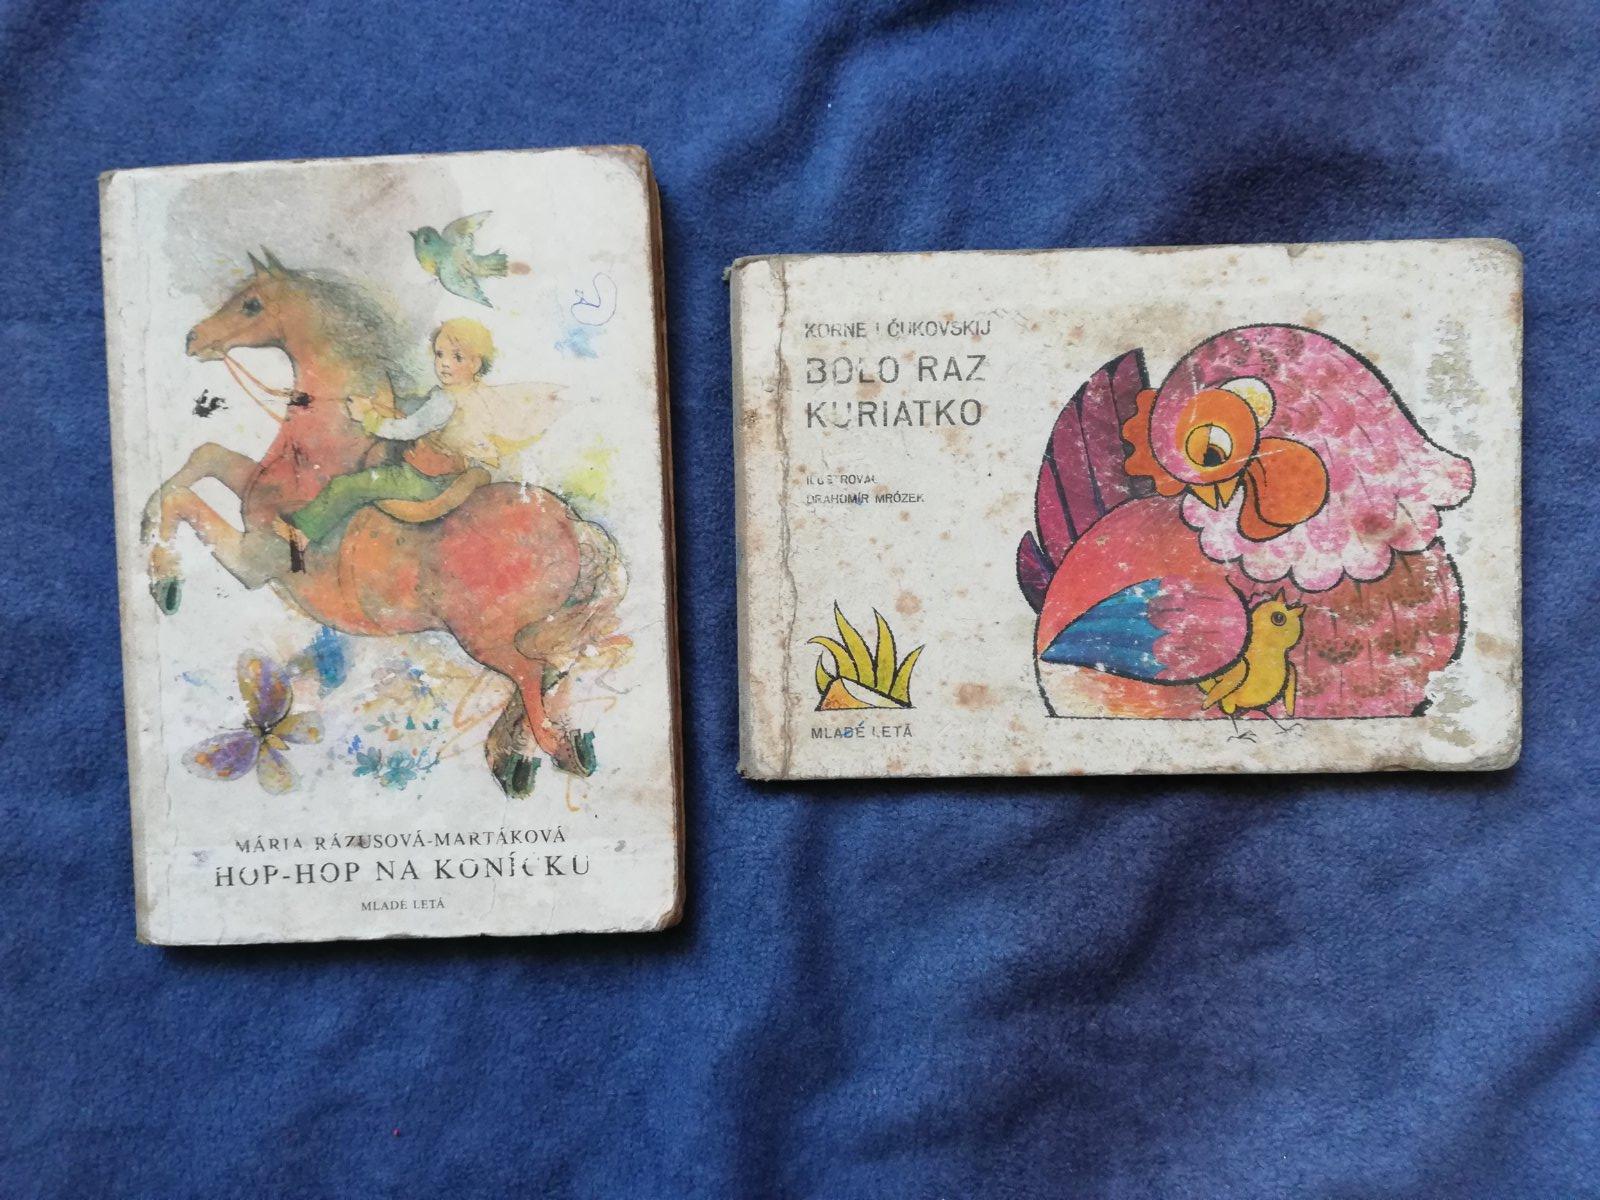 MÁRIA RÁZUSOVÁ-MARTÁKOVÁ
HOP-HOP NA KONÍČKU
MLADÉ LETÁ
KORNEJ ČUKOVSKIJ
BOLO RAZ
KURIATKO
ILUSTROVAL
DRAHOMÍR MRÓZEK
MLADÉ LETÁ